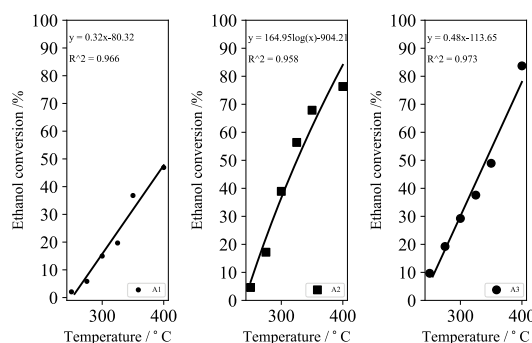 y = 0.32x-80.32
R^2 = 0.966
Ethanol conversion /%
100
90
80
70
60
50
40
30
20
10
0
300
400
Temperature / ° C
A1
y = 164.95log(x)-904.21
R^2 = 0.958
Ethanol conversion /%
100
90
80
70
60
50
40
30
20
10
0
300
400
Temperature / ° C
A2
y = 0.48x-113.65
R^2 = 0.973
Ethanol conversion /%
100
90
80
70
60
50
40
30
20
10
0
300
400
Temperature / ° C
A3